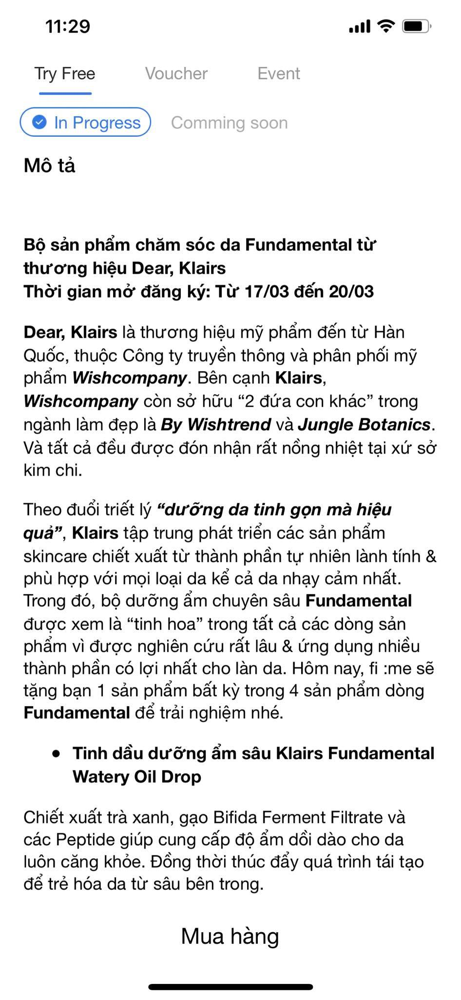 11:29
Try Free Voucher Event
In Progress Comming soon
Mô tả
Bộ sản phẩm chăm sóc da Fundamental từ
thương hiệu Dear, Klairs
Thời gian mở đăng ký: Từ 17/03 đến 20/03
Dear, Klairs là thương hiệu mỹ phẩm đến từ Hàn
Quốc, thuộc Công ty truyền thông và phân phối mỹ
phẩm Wishcompany. Bên cạnh Klairs,
Wishcompany còn sở hữu “2 đứa con khác” trong
ngành làm đẹp là By Wishtrend và Jungle Botanics.
Và tất cả đều được đón nhận rất nồng nhiệt tại xứ sở
kim chi.
Theo đuổi triết lý “dưỡng da tinh gọn mà hiệu
quả”, Klairs tập trung phát triển các sản phẩm
skincare chiết xuất từ thành phần tự nhiên lành tính &
phù hợp với mọi loại da kể cả da nhạy cảm nhất.
Trong đó, bộ dưỡng ẩm chuyên sâu Fundamental
được xem là “tinh hoa” trong tất cả các dòng sản
phẩm vì được nghiên cứu rất lâu & ứng dụng nhiều
thành phần có lợi nhất cho làn da. Hôm nay, fi :me sẽ
tặng bạn 1 sản phẩm bất kỳ trong 4 sản phẩm dòng
Fundamental để trải nghiệm nhé.
• Tinh dầu dưỡng ẩm sâu Klairs Fundamental
Watery Oil Drop
Chiết xuất trà xanh, gạo Bifida Ferment Filtrate và
các Peptide giúp cung cấp độ ẩm dồi dào cho da
luôn căng khỏe. Đồng thời thúc đẩy quá trình tái tạo
để trẻ hóa da từ sâu bên trong.
Mua hàng